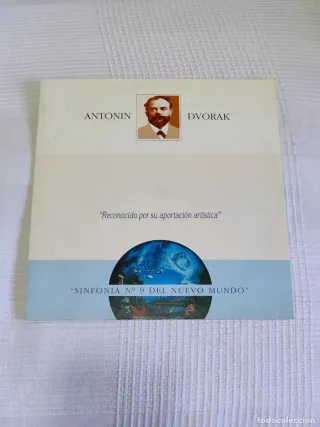 ANTONIN DVORAK
"Reconocido por su aportación artística"
"SINFONIA Nº 9 DEL NUEVO MUNDO"
todocoleccion